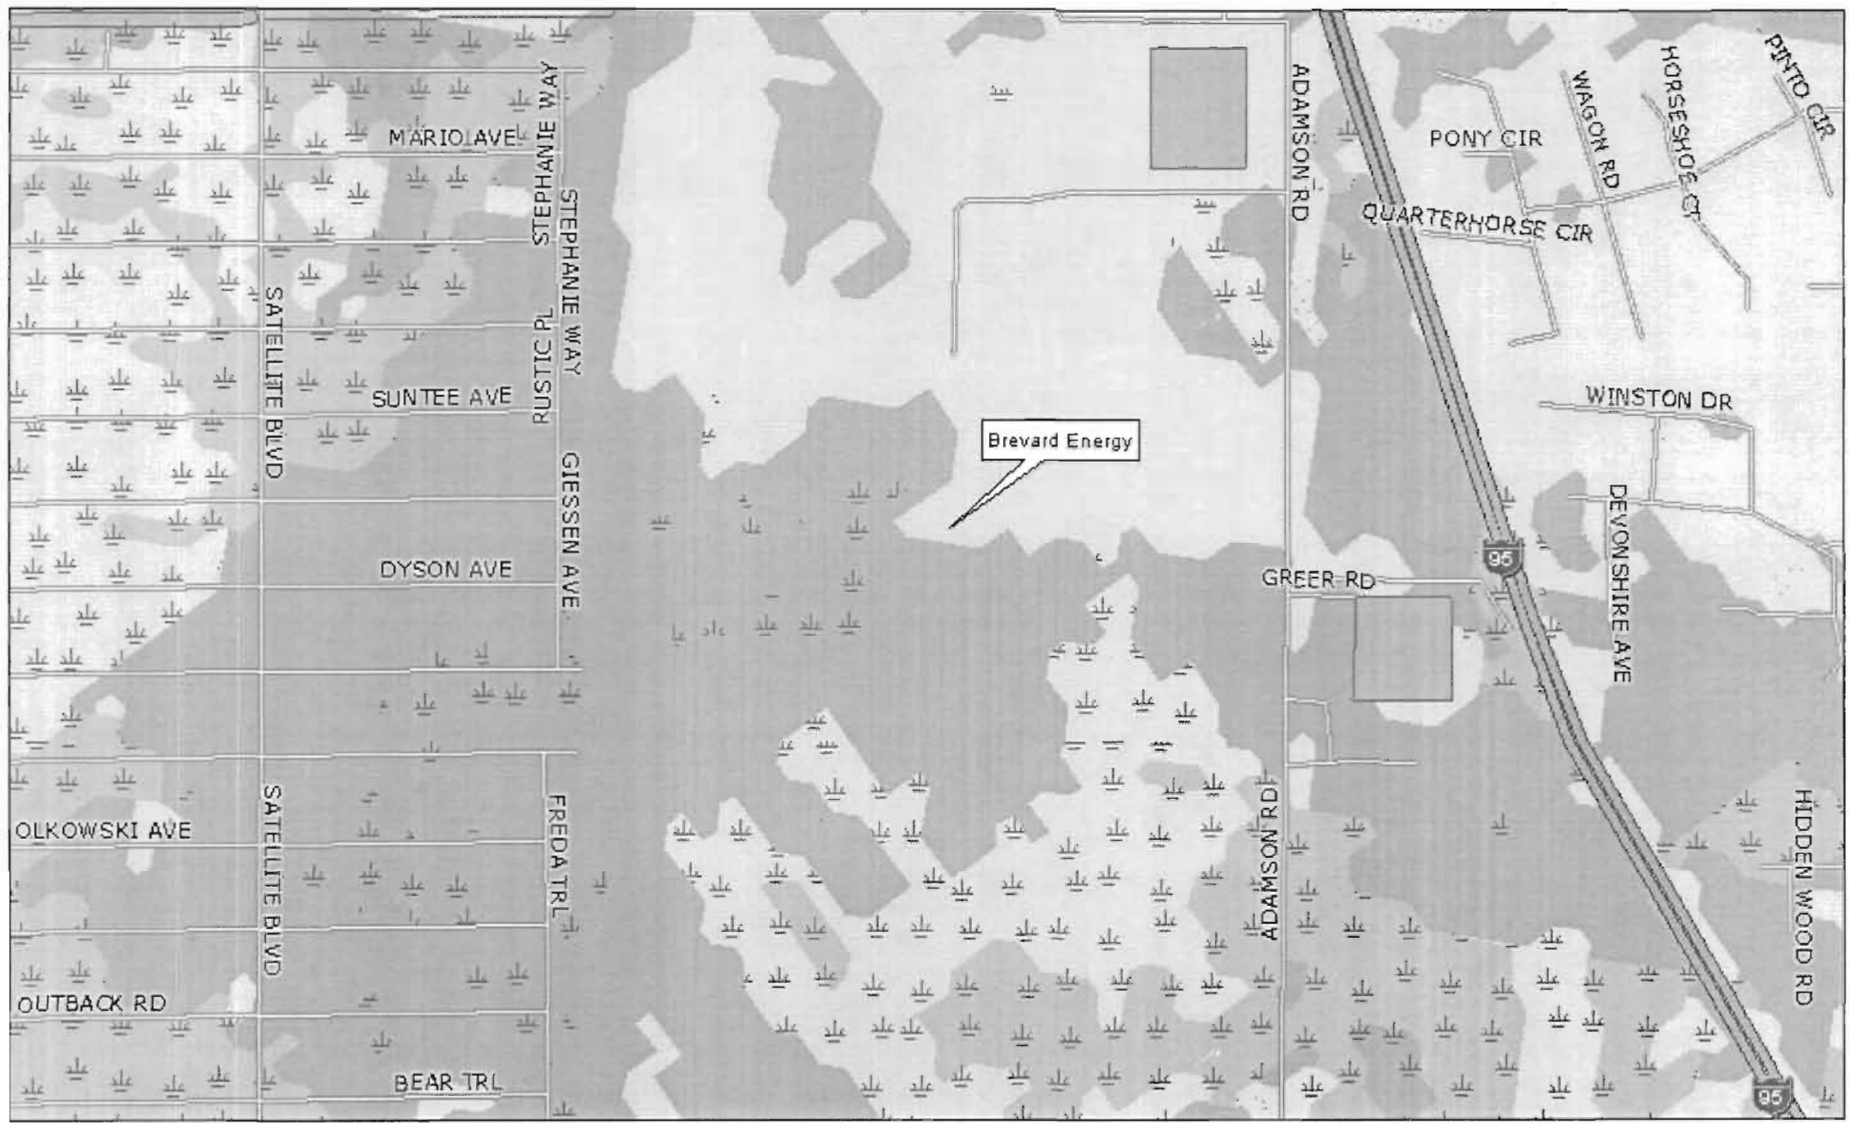 STEPHANIE WAY
MARIO AVE
STEPHANIE WAY
SATELLITE BLVD
RUSTIC PL
SUNTEE AVE
GIESSEN AVE
DYSON AVE
Brevard Energy
ADAMSON RD
PONY CIR
WAGON RD
HORSESHOE CT
PINTO CIR
QUARTERHORSE CIR
WINSTON DR
DEVONSHIRE AVE
95
GREER RD
OLKOWSKI AVE
SATELLITE BLVD
FREDA TRL
ADAMSON RD
HIDDEN WOOD RD
OUTBACK RD
BEAR TRL
95